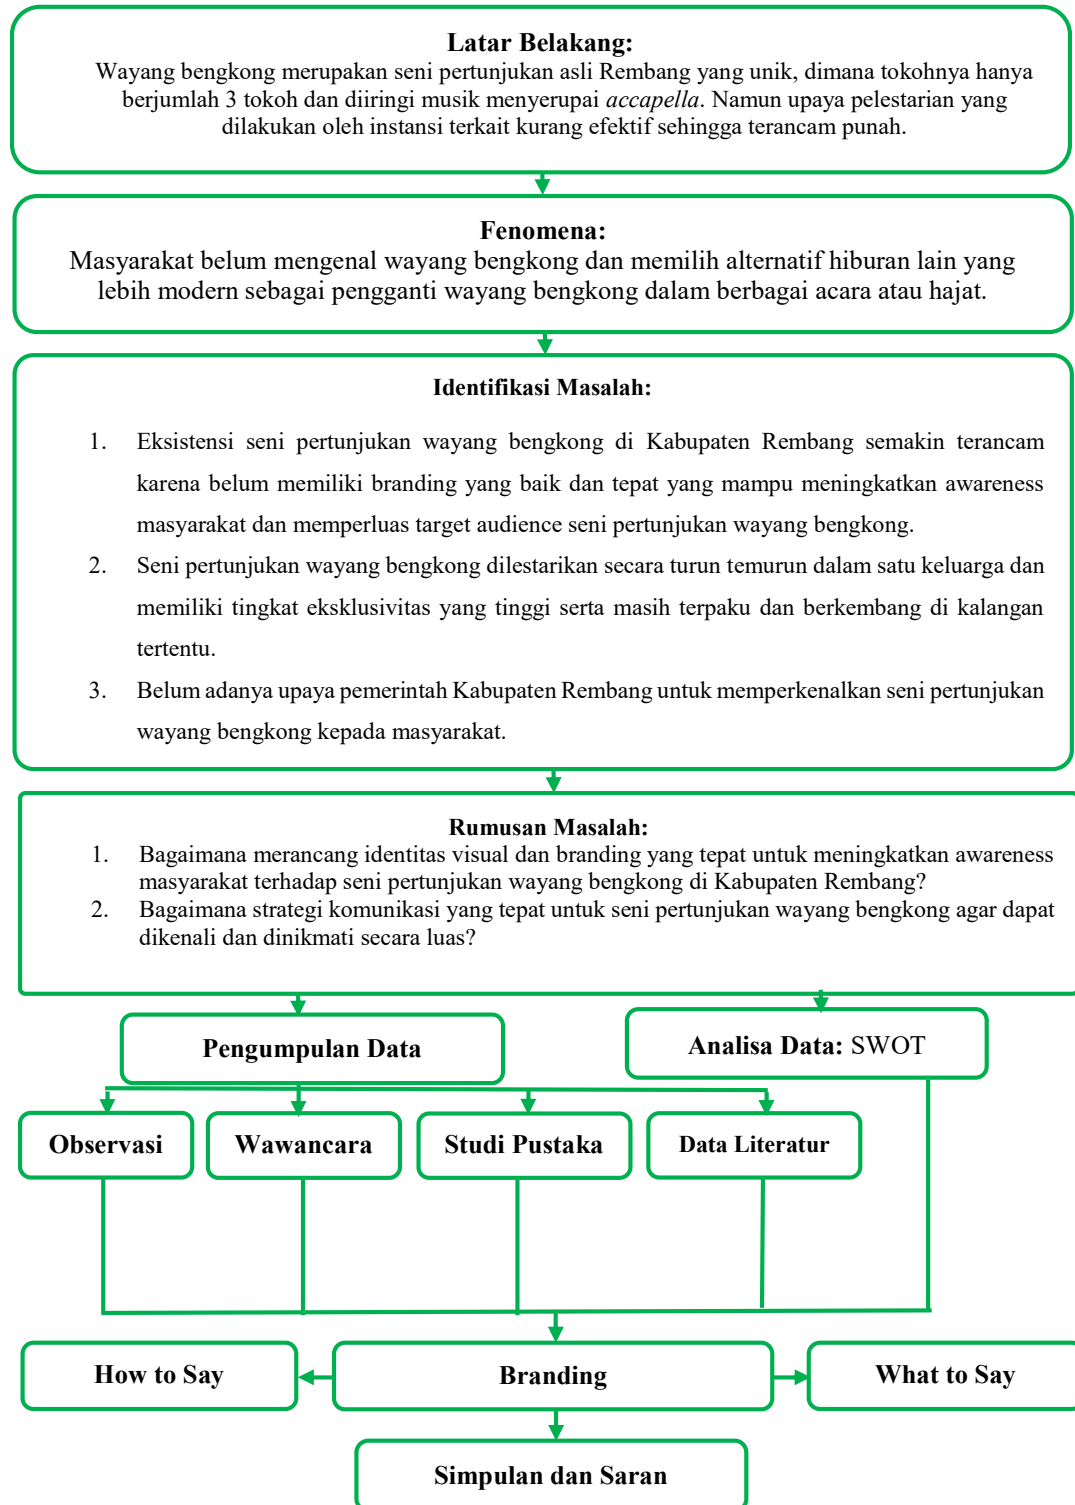 Latar Belakang:
Wayang bengkong merupakan seni pertunjukan asli Rembang yang unik, dimana tokohnya hanya
berjumlah 3 tokoh dan diiringi musik menyerupai accapella. Namun upaya pelestarian yang
dilakukan oleh instansi terkait kurang efektif sehingga terancam punah.
Fenomena:
Masyarakat belum mengenal wayang bengkong dan memilih alternatif hiburan lain yang
lebih modern sebagai pengganti wayang bengkong dalam berbagai acara atau hajat.
Identifikasi Masalah:
1. Eksistensi seni pertunjukan wayang bengkong di Kabupaten Rembang semakin terancam
karena belum memiliki branding yang baik dan tepat yang mampu meningkatkan awareness
masyarakat dan memperluas target audience seni pertunjukan wayang bengkong.
2. Seni pertunjukan wayang bengkong dilestarikan secara turun temurun dalam satu keluarga dan
memiliki tingkat eksklusivitas yang tinggi serta masih terpaku dan berkembang di kalangan
tertentu.
3. Belum adanya upaya pemerintah Kabupaten Rembang untuk memperkenalkan seni pertunjukan
wayang bengkong kepada masyarakat.
Rumusan Masalah:
1. Bagaimana merancang identitas visual dan branding yang tepat untuk meningkatkan awareness
masyarakat terhadap seni pertunjukan wayang bengkong di Kabupaten Rembang?
2. Bagaimana strategi komunikasi yang tepat untuk seni pertunjukan wayang bengkong agar dapat
dikenali dan dinikmati secara luas?
Pengumpulan Data
Analisa Data: SWOT
Observasi
Wawancara
Studi Pustaka
Data Literatur
How to Say
Branding
What to Say
Simpulan dan Saran